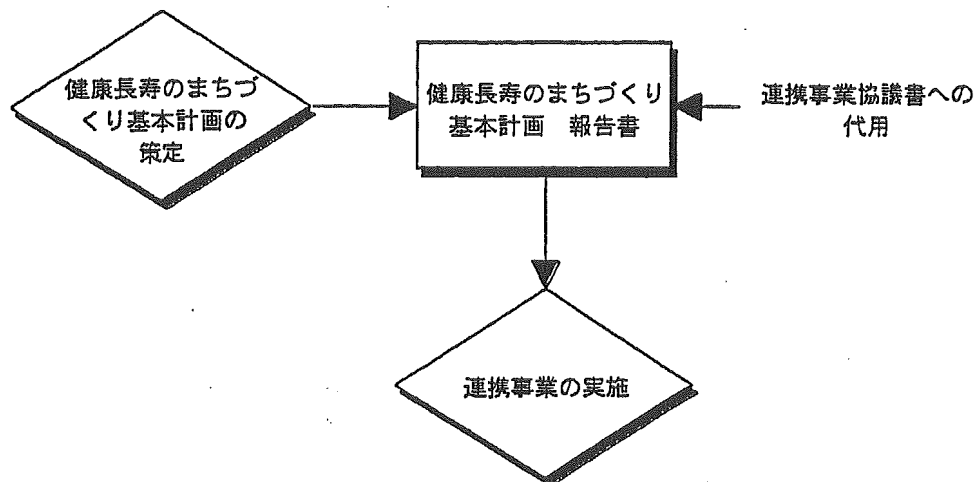 健康長寿のまちづ
くり基本計画の
策定
健康長寿のまちづくり
基本計画　報告書
連携事業協議書への
代用
連携事業の実施